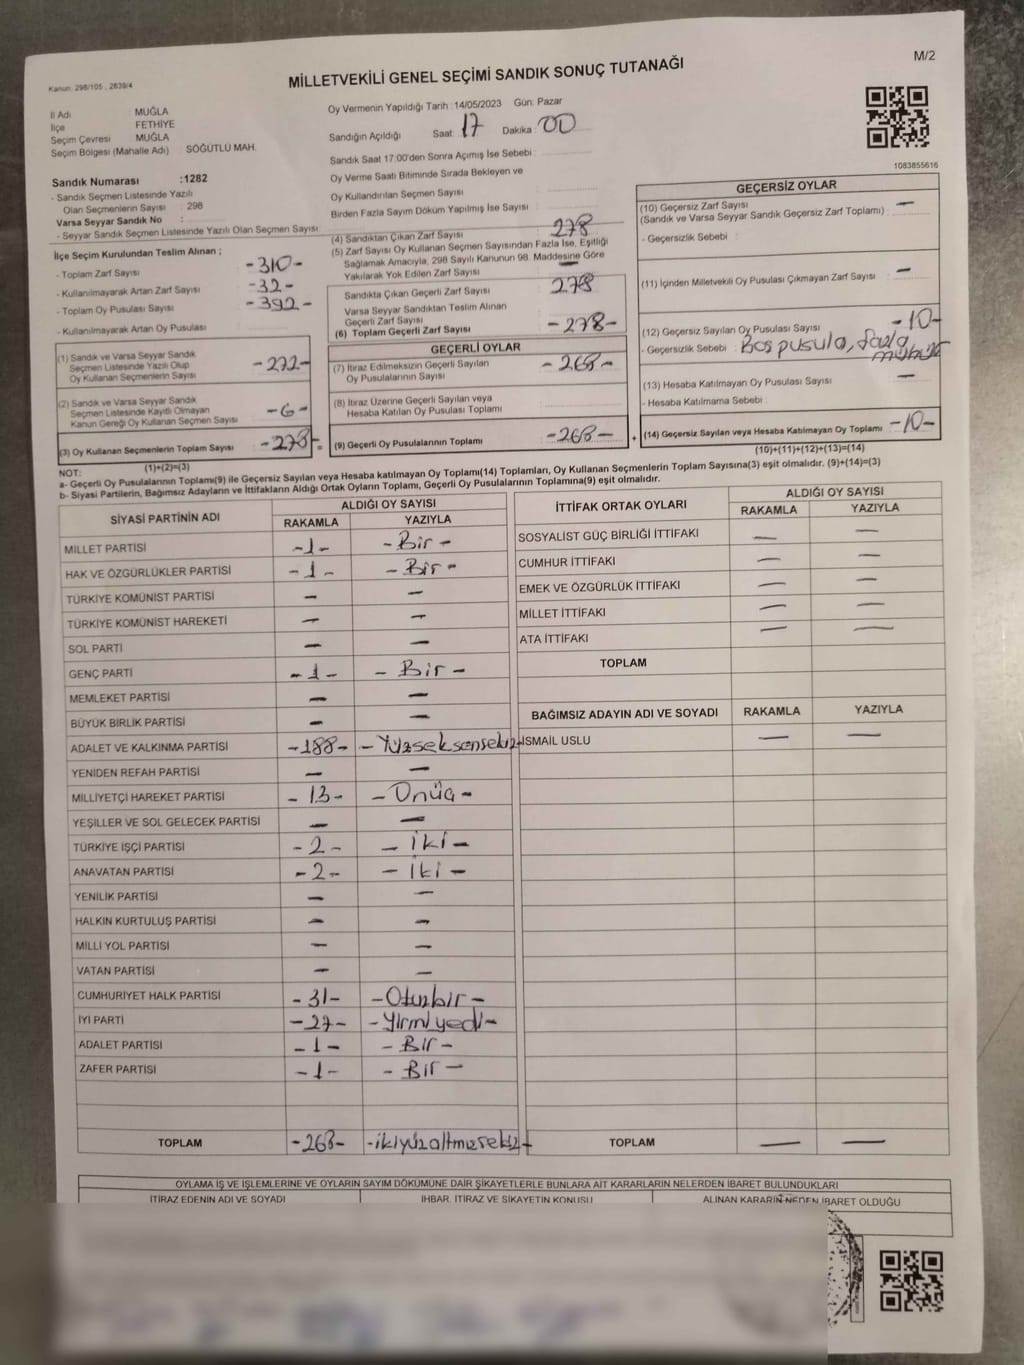 M/2
Kanun: 298/105 , 2839/4
MİLLETVEKİLİ GENEL SEÇİMİ SANDIK SONUÇ TUTANAĞI
İl Adı : MUĞLA
İlçe : FETHİYE
Seçim Çevresi : MUĞLA
Seçim Bölgesi (Mahalle Adı) SÖĞÜTLÜ MAH.
Oy Vermenin Yapıldığı Tarih : 14/05/2023 Gün: Pazar
Sandığın Açıldığı Saat: 17 Dakika: 00
Sandık Saat 17.00'den Sonra Açımış İse Sebebi :
1083855616
Sandık Numarası :1282
- Sandık Seçmen Listesinde Yazılı
Olan Seçmenlerin Sayısı : 298
Varsa Seyyar Sandık No :
- Seyyar Sandık Seçmen Listesinde Yazılı Olan Seçmen Sayısı :
Oy Verme Saati Bitiminde Sırada Bekleyen ve
Oy Kullandırılan Seçmen Sayısı :
Birden Fazla Sayım Döküm Yapılmış İse Sayısı :
İlçe Seçim Kurulundan Teslim Alınan ;
- Toplam Zarf Sayısı : -310-
- Kullanılmayarak Artan Zarf Sayısı : -32-
- Toplam Oy Pusulası Sayısı : -392-
- Kullanılmayarak Artan Oy Pusulası :
(4) Sandıktan Çıkan Zarf Sayısı : 278
(5) Zarf Sayısı Oy Kullanan Seçmen Sayısından Fazla İse, Eşitliği
Sağlamak Amacıyla, 298 Sayılı Kanunun 98. Maddesine Göre
Yakılarak Yok Edilen Zarf Sayısı : —
Sandıkta Çıkan Geçerli Zarf Sayısı : 278
Varsa Seyyar Sandıktan Teslim Alınan
Geçerli Zarf Sayısı :
(6) Toplam Geçerli Zarf Sayısı : -278-
GEÇERSİZ OYLAR
(10) Geçersiz Zarf Sayısı
(Sandık ve Varsa Seyyar Sandık Geçersiz Zarf Toplamı) : —
- Geçersizlik Sebebi :
(11) İçinden Milletvekili Oy Pusulası Çıkmayan Zarf Sayısı : —
(12) Geçersiz Sayılan Oy Pusulası Sayısı : -10-
- Geçersizlik Sebebi : Boş pusula, fazla
mühür
(13) Hesaba Katılmayan Oy Pusulası Sayısı : —
- Hesaba Katılmama Sebebi :
(14) Geçersiz Sayılan veya Hesaba Katılmayan Oy Toplamı -10-
(10)+(11)+(12)+(13)=(14)
(1) Sandık ve Varsa Seyyar Sandık
Seçmen Listesinde Yazılı Olup
Oy Kullanan Seçmenlerin Sayısı : -272-
(2) Sandık ve Varsa Seyyar Sandık
Seçmen Listesinde Kayıtlı Olmayan
Kanun Gereği Oy Kullanan Seçmen Sayısı : -6-
(3) Oy Kullanan Seçmenlerin Toplam Sayısı : -278-
(1)+(2)=(3)
GEÇERLİ OYLAR
(7) İtiraz Edilmeksizin Geçerli Sayılan
Oy Pusulalarının Sayısı : -268-
(8) İtiraz Üzerine Geçerli Sayılan veya
Hesaba Katılan Oy Pusulası Toplamı :
(9) Geçerli Oy Pusulalarının Toplamı : -268-
NOT:
a- Geçerli Oy Pusulalarının Toplamı(9) ile Geçersiz Sayılan veya Hesaba katılmayan Oy Toplamı(14) Toplamları, Oy Kullanan Seçmenlerin Toplam Sayısına(3) eşit olmalıdır. (9)+(14)=(3)
b- Siyasi Partilerin, Bağımsız Adayların ve İttifakların Aldığı Ortak Oyların Toplamı, Geçerli Oy Pusulalarının Toplamına(9) eşit olmalıdır.
SİYASİ PARTİNİN ADI ALDIĞI OY SAYISI
RAKAMLA YAZIYLA
MİLLET PARTİSİ -1- -Bir-
HAK VE ÖZGÜRLÜKLER PARTİSİ -1- -Bir-
TÜRKİYE KOMÜNİST PARTİSİ — —
TÜRKİYE KOMÜNİST HAREKETİ — —
SOL PARTİ — —
GENÇ PARTİ -1- -Bir-
MEMLEKET PARTİSİ — —
BÜYÜK BİRLİK PARTİSİ — —
ADALET VE KALKINMA PARTİSİ -188- -Yüzseksensekiz-
YENİDEN REFAH PARTİSİ — —
MİLLİYETÇİ HAREKET PARTİSİ -13- -Onüç-
YEŞİLLER VE SOL GELECEK PARTİSİ — —
TÜRKİYE İŞÇİ PARTİSİ -2- -İki-
ANAVATAN PARTİSİ -2- -İki-
YENİLİK PARTİSİ — —
HALKIN KURTULUŞ PARTİSİ — —
MİLLİ YOL PARTİSİ — —
VATAN PARTİSİ — —
CUMHURİYET HALK PARTİSİ -31- -Otuzbir-
İYİ PARTİ -27- -Yirmiyedi-
ADALET PARTİSİ -1- -Bir-
ZAFER PARTİSİ -1- -Bir-
TOPLAM -268- -ikiyüzaltmışsekiz-
İTTİFAK ORTAK OYLARI ALDIĞI OY SAYISI
RAKAMLA YAZIYLA
SOSYALİST GÜÇ BİRLİĞİ İTTİFAKI — —
CUMHUR İTTİFAKI — —
EMEK VE ÖZGÜRLÜK İTTİFAKI — —
MİLLET İTTİFAKI — —
ATA İTTİFAKI — —
TOPLAM
BAĞIMSIZ ADAYIN ADI VE SOYADI RAKAMLA YAZIYLA
İSMAİL USLU — —
TOPLAM — —
OYLAMA İŞ VE İŞLEMLERİNE VE OYLARIN SAYIM DÖKÜMÜNE DAİR ŞİKAYETLERLE BUNLARA AİT KARARLARIN NELERDEN İBARET BULUNDUKLARI
İTİRAZ EDENİN ADI VE SOYADI İHBAR, İTİRAZ VE ŞİKAYETİN KONUSU ALINAN KARARIN NEDEN İBARET OLDUĞU